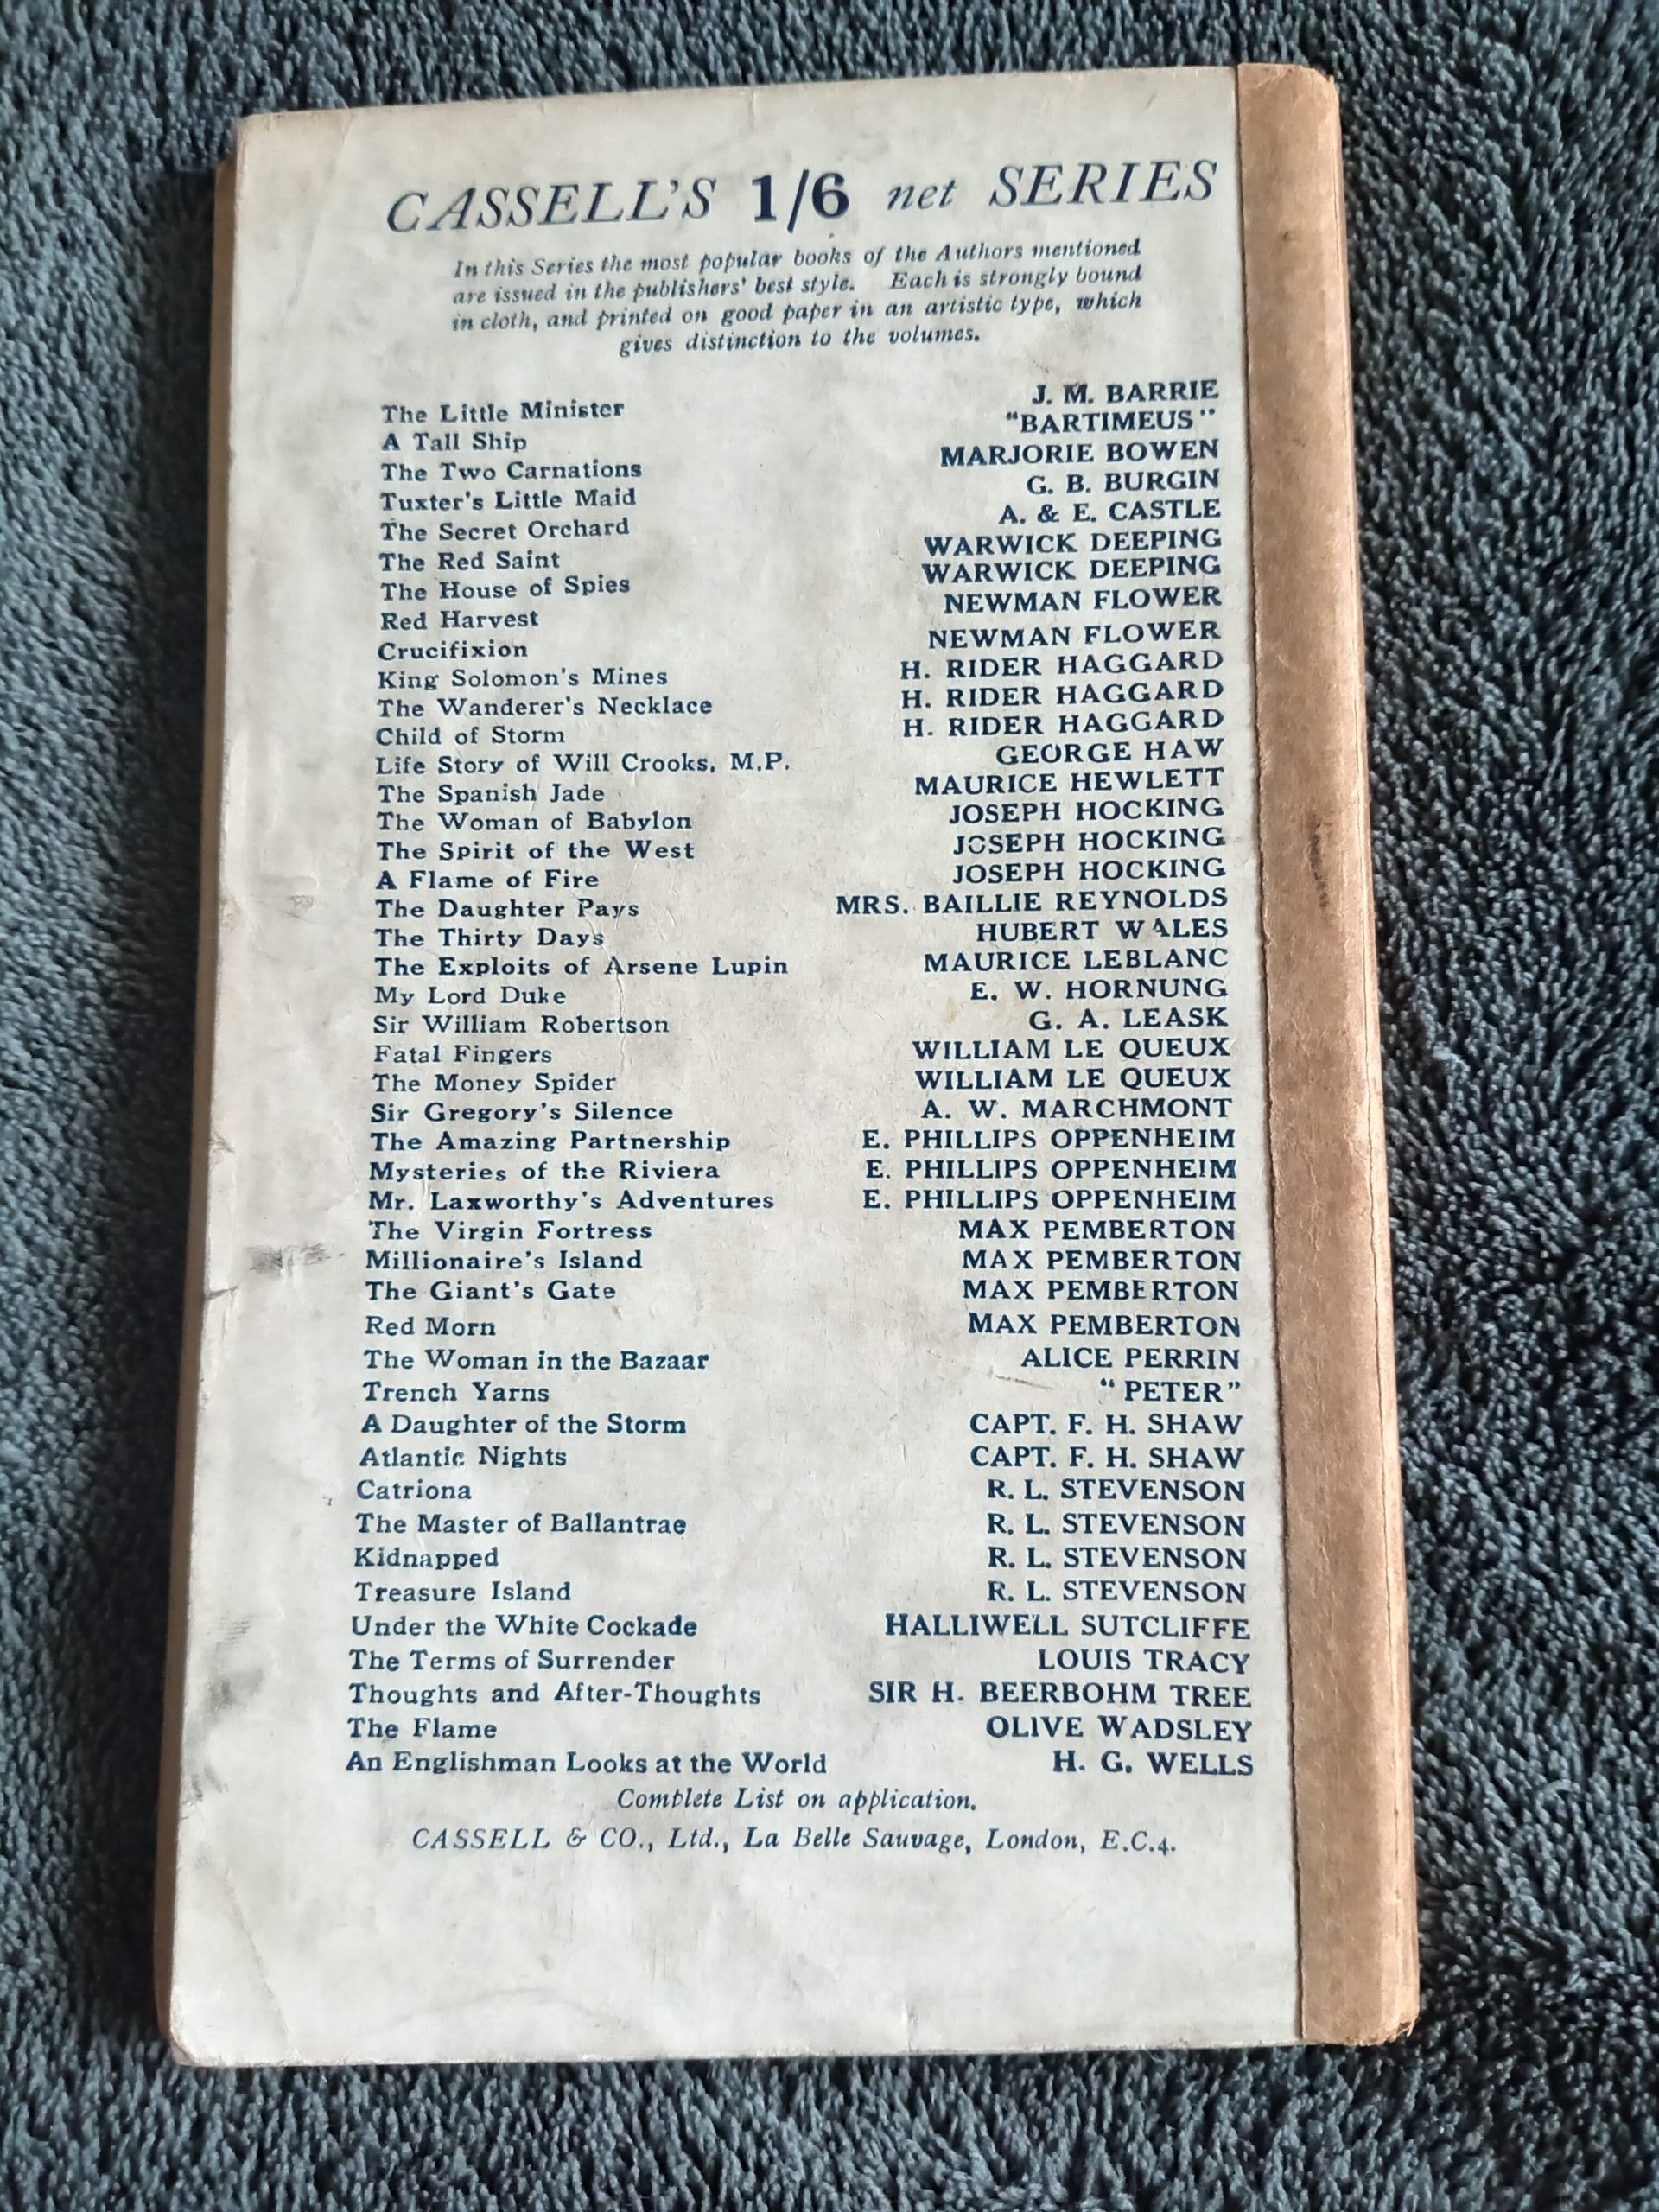 CASSELL'S 1/6 net SERIES
In this Series the most popular books of the Authors mentioned
are issued in the publishers' best style. Each is strongly bound
in cloth, and printed on good paper in an artistic type, which
gives distinction to the volumes.
The Little Minister J. M. BARRIE
A Tall Ship "BARTIMEUS"
The Two Carnations MARJORIE BOWEN
Tuxter's Little Maid G. B. BURGIN
The Secret Orchard A. & E. CASTLE
The Red Saint WARWICK DEEPING
The House of Spies WARWICK DEEPING
Red Harvest NEWMAN FLOWER
Crucifixion NEWMAN FLOWER
King Solomon's Mines H. RIDER HAGGARD
The Wanderer's Necklace H. RIDER HAGGARD
Child of Storm H. RIDER HAGGARD
Life Story of Will Crooks, M.P. GEORGE HAW
The Spanish Jade MAURICE HEWLETT
The Woman of Babylon JOSEPH HOCKING
The Spirit of the West JOSEPH HOCKING
A Flame of Fire JOSEPH HOCKING
The Daughter Pays MRS. BAILLIE REYNOLDS
The Thirty Days HUBERT WALES
The Exploits of Arsene Lupin MAURICE LEBLANC
My Lord Duke E. W. HORNUNG
Sir William Robertson G. A. LEASK
Fatal Fingers WILLIAM LE QUEUX
The Money Spider WILLIAM LE QUEUX
Sir Gregory's Silence A. W. MARCHMONT
The Amazing Partnership E. PHILLIPS OPPENHEIM
Mysteries of the Riviera E. PHILLIPS OPPENHEIM
Mr. Laxworthy's Adventures E. PHILLIPS OPPENHEIM
The Virgin Fortress MAX PEMBERTON
Millionaire's Island MAX PEMBERTON
The Giant's Gate MAX PEMBERTON
Red Morn MAX PEMBERTON
The Woman in the Bazaar ALICE PERRIN
Trench Yarns "PETER"
A Daughter of the Storm CAPT. F. H. SHAW
Atlantic Nights CAPT. F. H. SHAW
Catriona R. L. STEVENSON
The Master of Ballantrae R. L. STEVENSON
Kidnapped R. L. STEVENSON
Treasure Island R. L. STEVENSON
Under the White Cockade HALLIWELL SUTCLIFFE
The Terms of Surrender LOUIS TRACY
Thoughts and After-Thoughts SIR H. BEERBOHM TREE
The Flame OLIVE WADSLEY
An Englishman Looks at the World H. G. WELLS
Complete List on application.
CASSELL & CO., Ltd., La Belle Sauvage, London, E.C.4.